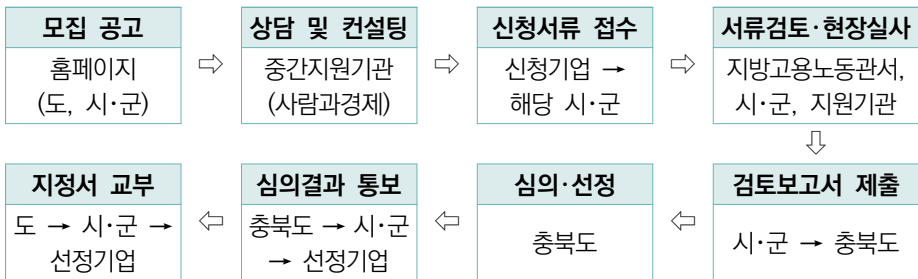 모집 공고
홈페이지
(도, 시·군)
⇨
상담 및 컨설팅
중간지원기관
(사람과경제)
⇨
신청서류 접수
신청기업 →
해당 시·군
⇨
서류검토·현장실사
지방고용노동관서,
시·군, 지원기관
⇩
검토보고서 제출
시·군 → 충북도
⇦
심의·선정
충북도
⇦
심의결과 통보
충북도 → 시·군
→ 선정기업
⇦
지정서 교부
도 → 시·군 →
선정기업